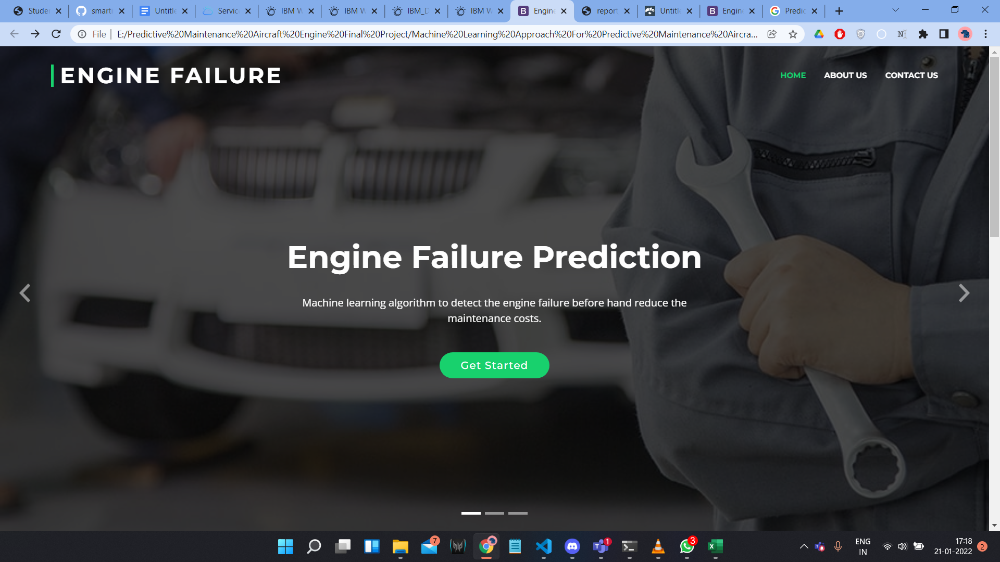 Studer
smarti
Untitle
Service
IBM W
IBM W
IBM_D
IBM W
Engine
report
Untitle
Engine
Predic
File
E:/Predictive%20Maintenance%20Aircraft%20Engine%20Final%20Project/Machine%20Learning%20Approach%20For%20Predictive%20Maintenance%20Aircra...
ENGINE FAILURE
HOME ABOUT US CONTACT US
Engine Failure Prediction
Machine learning algorithm to detect the engine failure before hand reduce the
maintenance costs.
Get Started
7
1
3
ENG
IN
17:18
21-01-2022
2